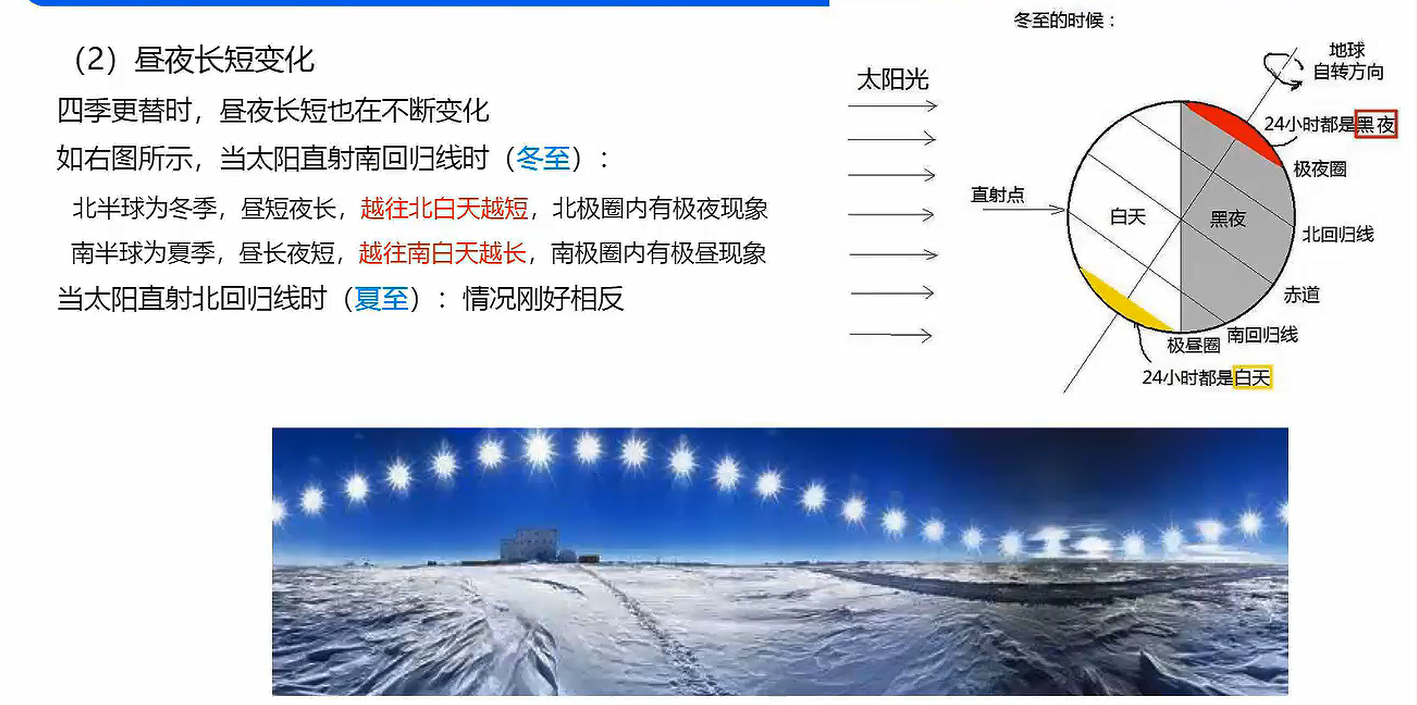 （2）昼夜长短变化
四季更替时，昼夜长短也在不断变化
如右图所示，当太阳直射南回归线时（冬至）：
北半球为冬季，昼短夜长，越往北白天越短，北极圈内有极夜现象
南半球为夏季，昼长夜短，越往南白天越长，南极圈内有极昼现象
当太阳直射北回归线时（夏至）：情况刚好相反
冬至的时候：
太阳光
地球
自转方向
24小时都是黑夜
极夜圈
直射点
白天
黑夜
北回归线
赤道
南回归线
极昼圈
24小时都是白天